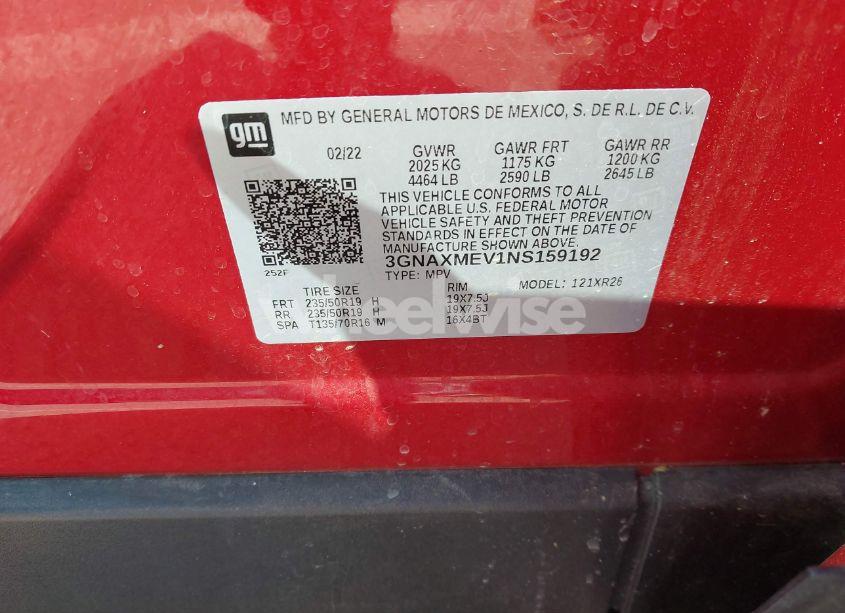 gm
MFD BY GENERAL MOTORS DE MEXICO, S. DE R.L. DE C.V.
02/22 GVWR GAWR FRT GAWR RR
2025 KG 1175 KG 1200 KG
4464 LB 2590 LB 2645 LB
THIS VEHICLE CONFORMS TO ALL
APPLICABLE U.S. FEDERAL MOTOR
VEHICLE SAFETY AND THEFT PREVENTION
STANDARDS IN EFFECT ON THE DATE OF
MANUFACTURE SHOWN ABOVE.
3GNAXMEV1NS159192
252F TYPE: MPV MODEL: 121XR26
TIRE SIZE RIM
FRT 235/50R19 H 19X7.5J
RR 235/50R19 H 19X7.5J
SPA T135/70R16 M 16X4BT
wheelwise